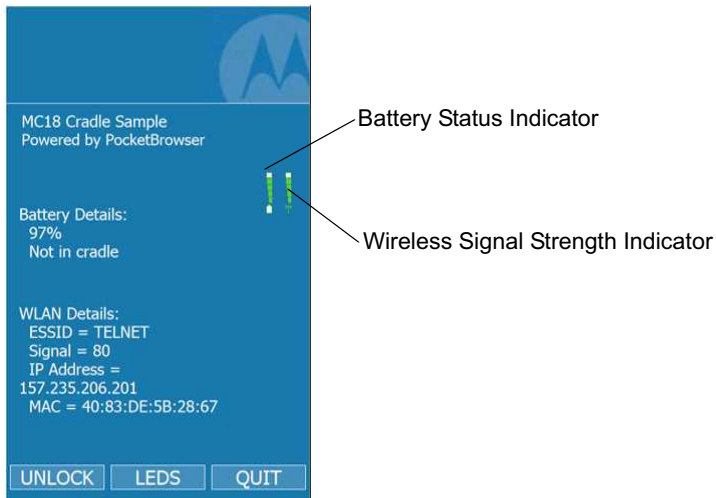 MC18 Cradle Sample
Powered by PocketBrowser
Battery Status Indicator
Wireless Signal Strength Indicator
Battery Details:
97%
Not in cradle
WLAN Details:
ESSID = TELNET
Signal = 80
IP Address =
157.235.206.201
MAC = 40:83:DE:5B:28:67
UNLOCK LEDS QUIT